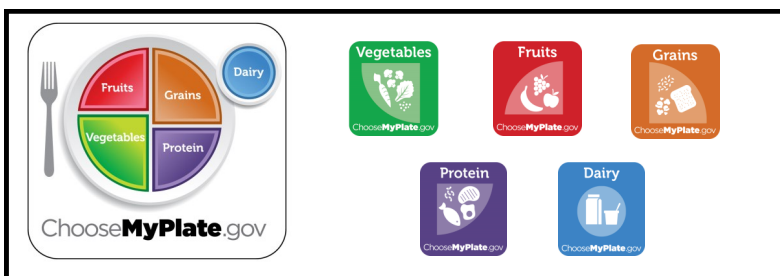 Fruits
Grains
Dairy
Vegetables
Protein
ChooseMyPlate.gov
Vegetables
ChooseMyPlate.gov
Fruits
ChooseMyPlate.gov
Grains
ChooseMyPlate.gov
Protein
ChooseMyPlate.gov
Dairy
ChooseMyPlate.gov